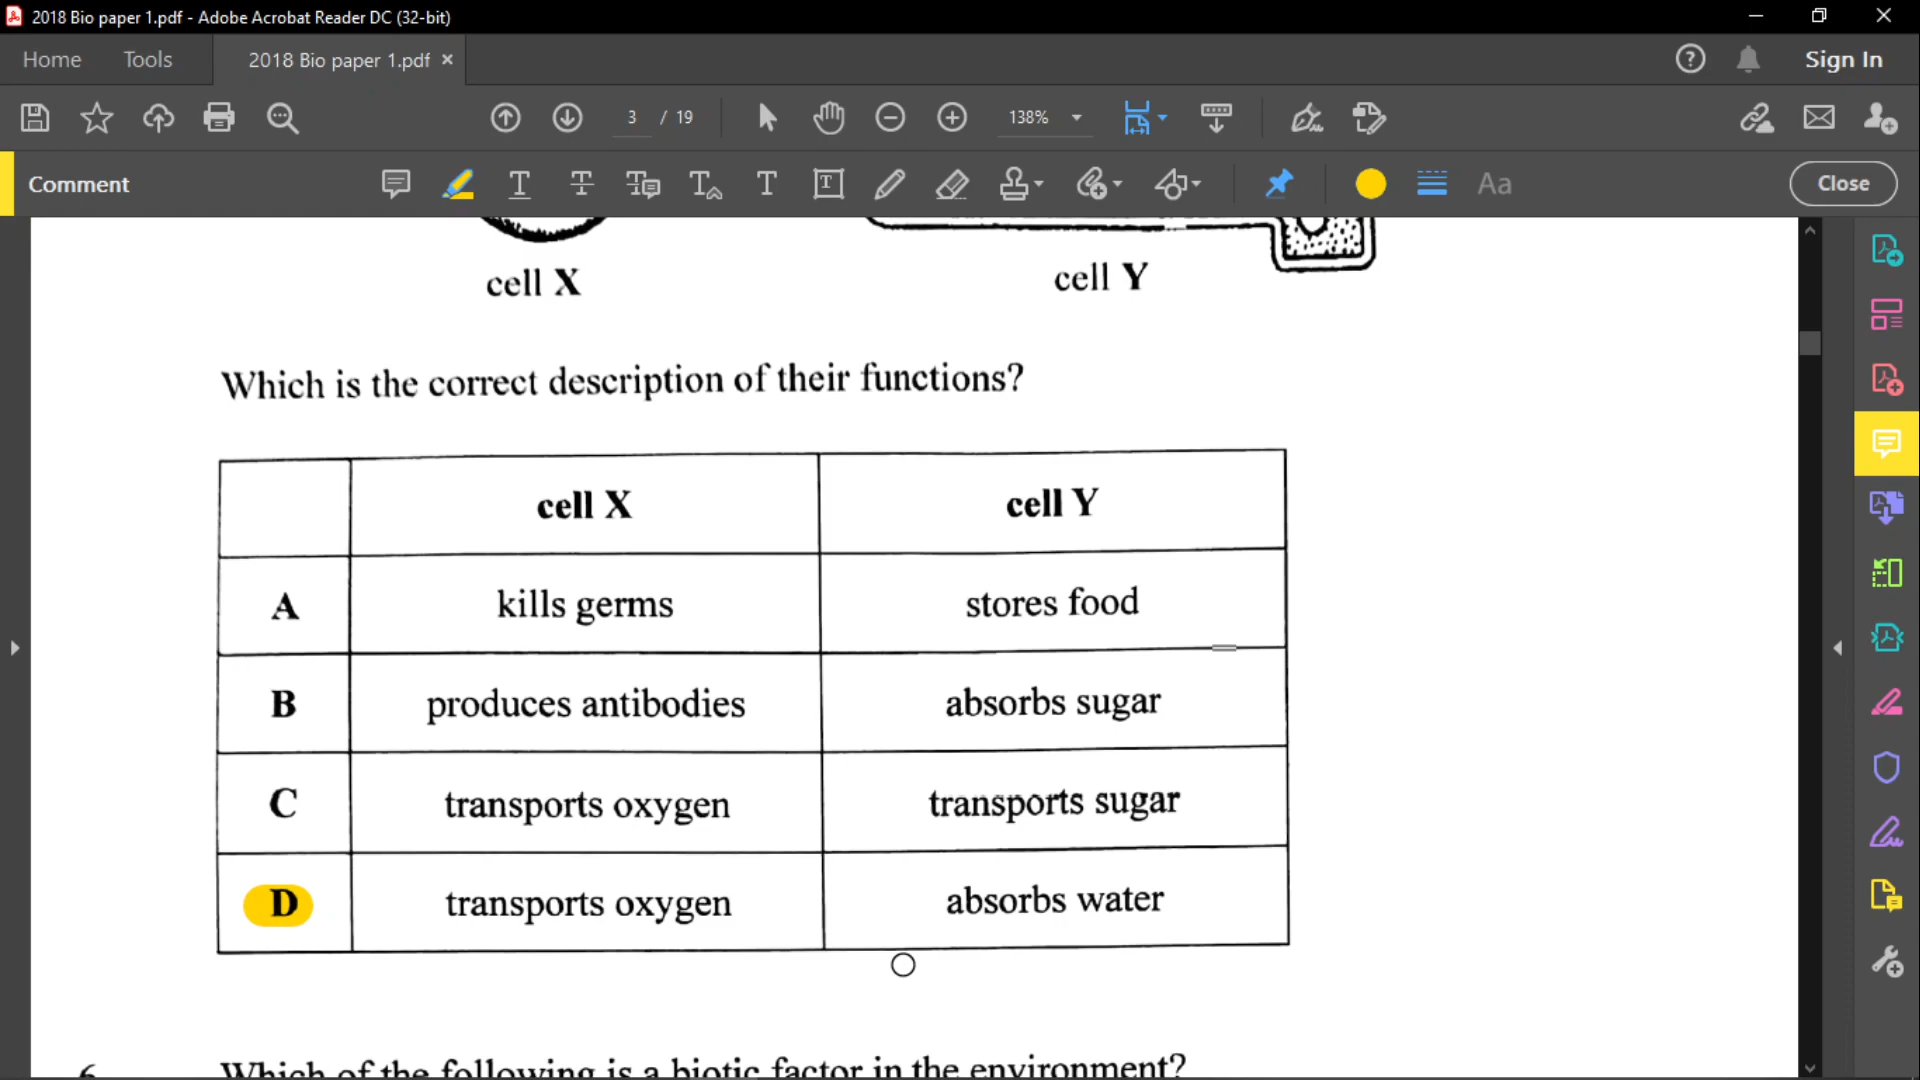 2018 Bio paper 1.pdf - Adobe Acrobat Reader DC (32-bit)
Home Tools 2018 Bio paper 1.pdf × Sign In
3 / 19 138%
Comment Aa Close
cell X cell Y
Which is the correct description of their functions?
cell X cell Y
A kills germs stores food
B produces antibodies absorbs sugar
C transports oxygen transports sugar
D transports oxygen absorbs water
6 Which of the following is a biotic factor in the environment?